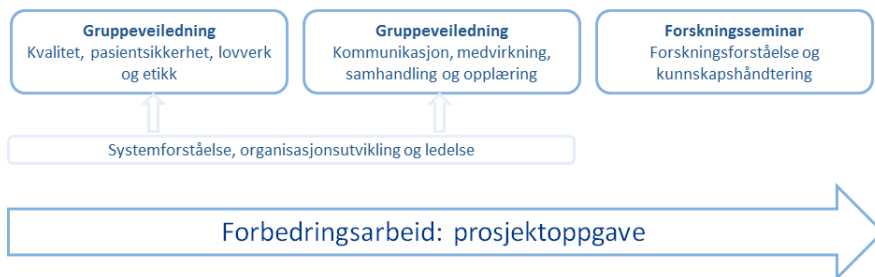 Gruppeveiledning
Kvalitet, pasientsikkerhet, lovverk
og etikk
Gruppeveiledning
Kommunikasjon, medvirkning,
samhandling og opplæring
Forskningsseminar
Forskningsforståelse og
kunnskapshåndtering
Systemforståelse, organisasjonsutvikling og ledelse
Forbedringsarbeid: prosjektoppgave